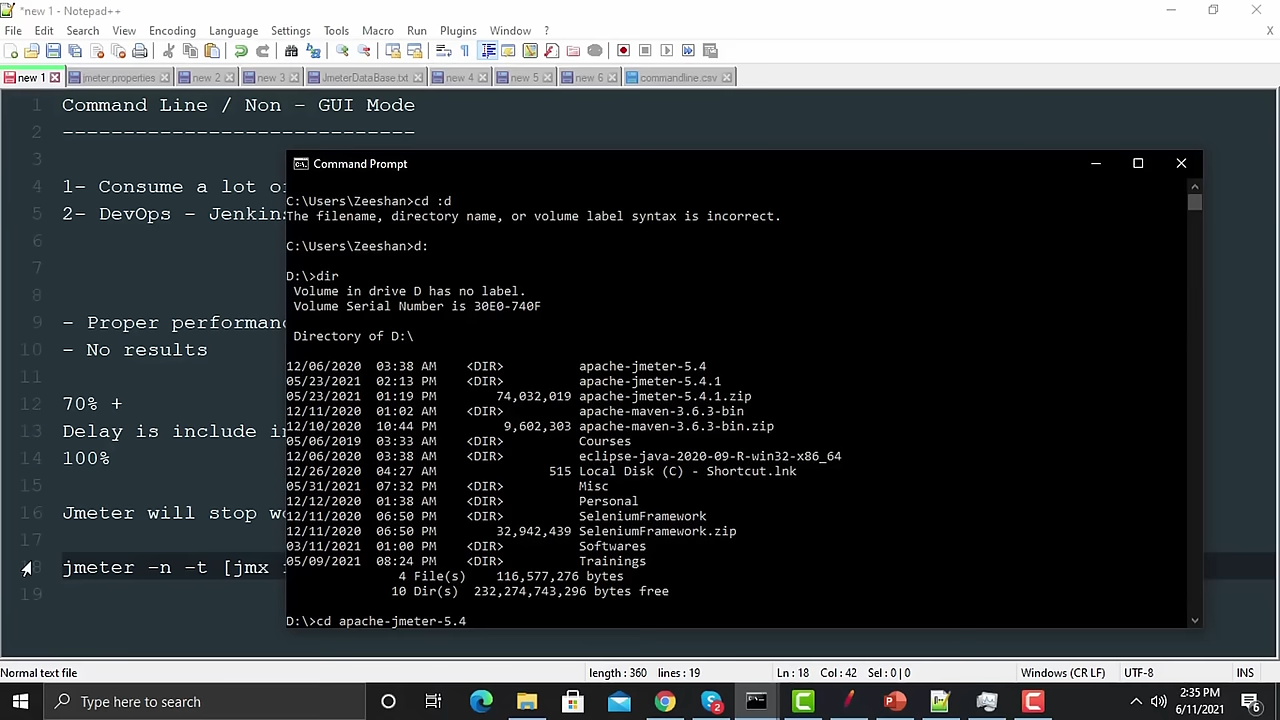 *new 1 - Notepad++
File Edit Search View Encoding Language Settings Tools Macro Run Plugins Window ? X
new 1 jmeter.properties new 2 new 3 JmeterDataBase.txt new 4 new 5 new 6 commandline.csv
1 Command Line / Non - GUI Mode
2 -----------------------------
3
4 1- Consume a lot of
5 2- DevOps - Jenkins
6
7
8
9 - Proper performanc
10 - No results
11
12 70% +
13 Delay is include in
14 100%
15
16 Jmeter will stop wo
17
18 jmeter -n -t [jmx
19
Command Prompt
C:\Users\Zeeshan>cd :d
The filename, directory name, or volume label syntax is incorrect.
C:\Users\Zeeshan>d:
D:\>dir
Volume in drive D has no label.
Volume Serial Number is 30E0-740F
Directory of D:\
12/06/2020 03:38 AM <DIR> apache-jmeter-5.4
05/23/2021 02:13 PM <DIR> apache-jmeter-5.4.1
05/23/2021 01:19 PM 74,032,019 apache-jmeter-5.4.1.zip
12/11/2020 01:02 AM <DIR> apache-maven-3.6.3-bin
12/10/2020 10:44 PM 9,602,303 apache-maven-3.6.3-bin.zip
05/06/2019 03:33 AM <DIR> Courses
12/06/2020 03:38 AM <DIR> eclipse-java-2020-09-R-win32-x86_64
12/26/2020 04:27 AM 515 Local Disk (C) - Shortcut.lnk
05/31/2021 07:32 PM <DIR> Misc
12/12/2020 01:38 AM <DIR> Personal
12/11/2020 06:50 PM <DIR> SeleniumFramework
12/11/2020 06:50 PM 32,942,439 SeleniumFramework.zip
03/11/2021 01:00 PM <DIR> Softwares
05/09/2021 08:24 PM <DIR> Trainings
4 File(s) 116,577,276 bytes
10 Dir(s) 232,274,743,296 bytes free
D:\>cd apache-jmeter-5.4
Normal text file length : 360 lines : 19 Ln : 18 Col : 42 Sel : 0 | 0 Windows (CR LF) UTF-8 INS
Type here to search
2:35 PM
6/11/2021